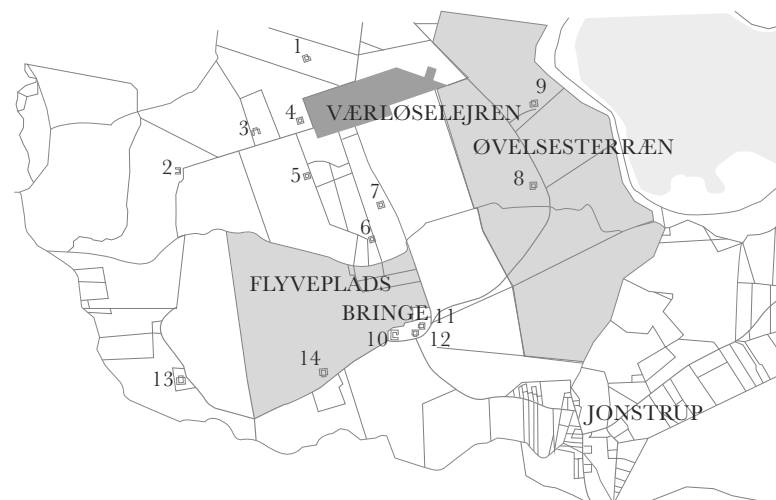 1
9
4
VÆRLØSELEJREN
3
ØVELSESTERRÆN
2
5
8
7
6
FLYVEPLADS
BRINGE
11
10
12
14
13
JONSTRUP